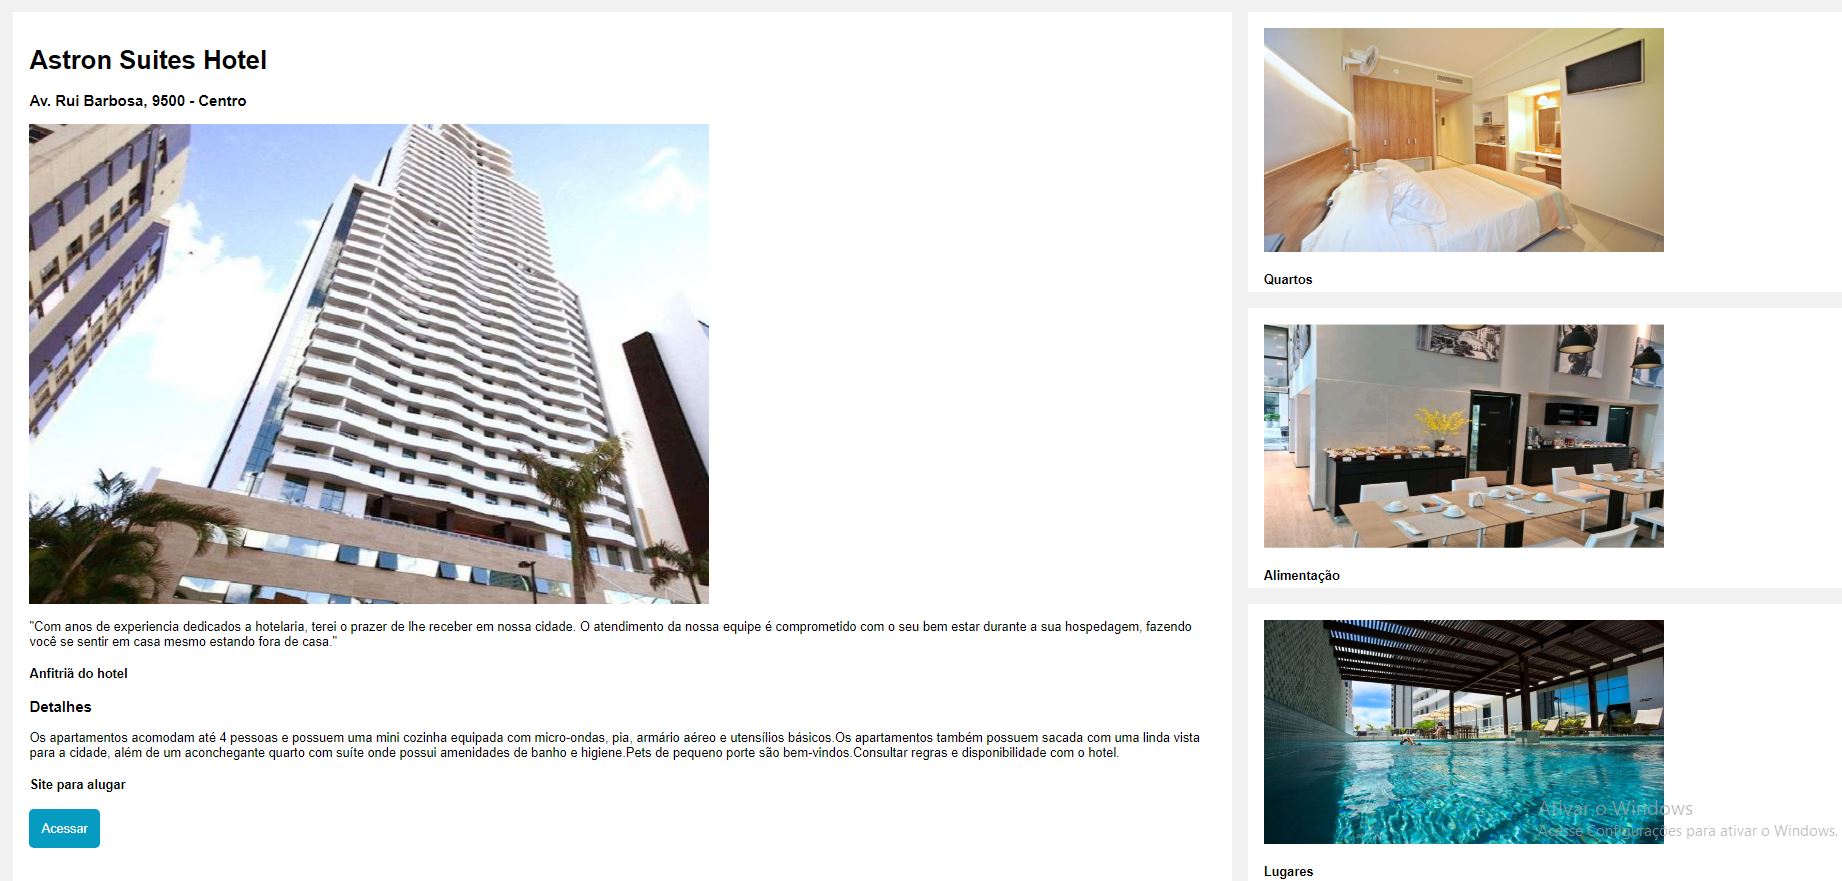 Astron Suites Hotel
Av. Rui Barbosa, 9500 - Centro
"Com anos de experiencia dedicados a hotelaria, terei o prazer de lhe receber em nossa cidade. O atendimento da nossa equipe é comprometido com o seu bem estar durante a sua hospedagem, fazendo
você se sentir em casa mesmo estando fora de casa."
Anfitriã do hotel
Detalhes
Os apartamentos acomodam até 4 pessoas e possuem uma mini cozinha equipada com micro-ondas, pia, armário aéreo e utensílios básicos.Os apartamentos também possuem sacada com uma linda vista
para a cidade, além de um aconchegante quarto com suíte onde possui amenidades de banho e higiene.Pets de pequeno porte são bem-vindos.Consultar regras e disponibilidade com o hotel.
Site para alugar
Acessar
Quartos
Alimentação
Ativar o Windows
Acesse Configurações para ativar o Windows.
Lugares